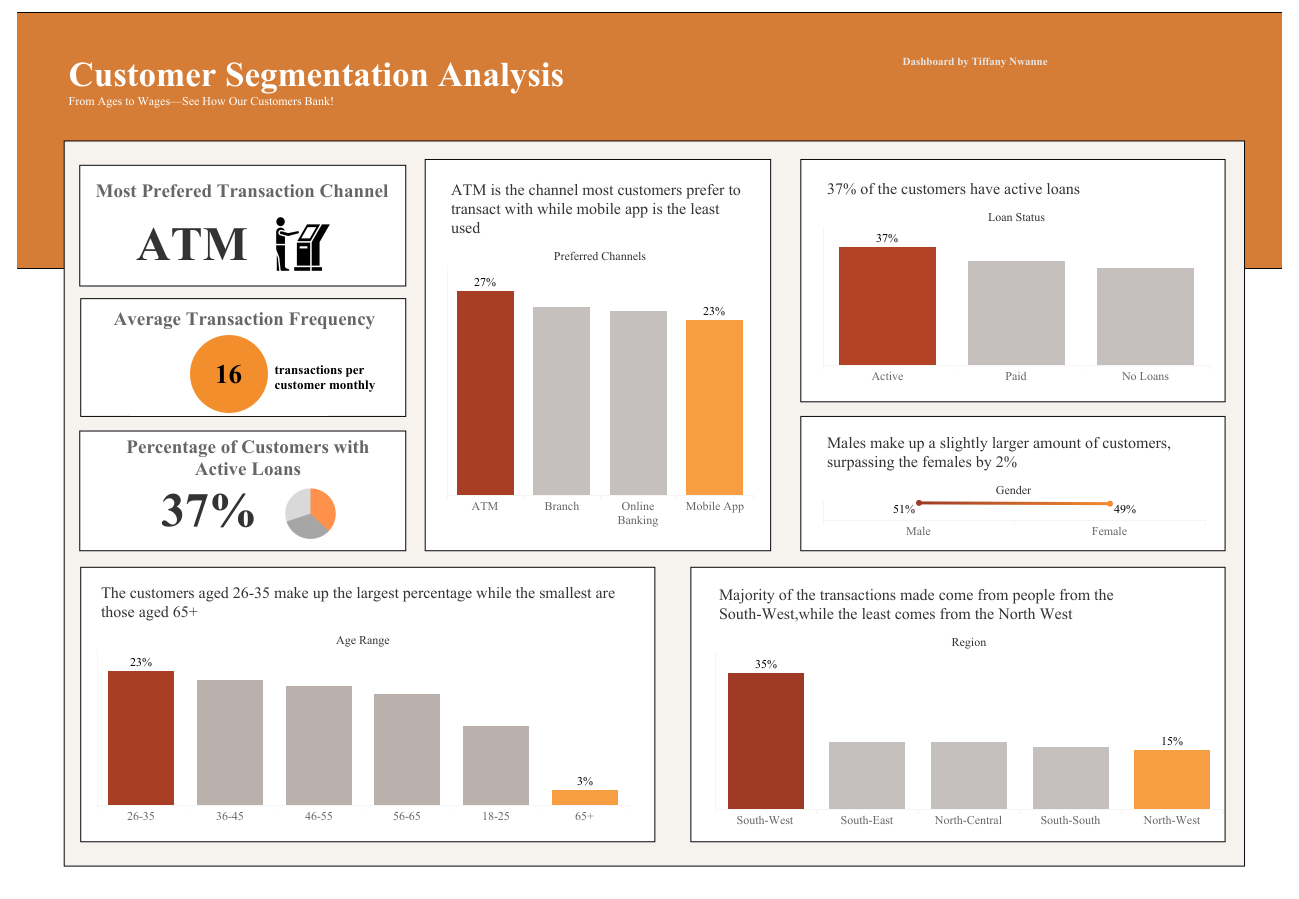 Customer Segmentation Analysis
From Ages to Wages—See How Our Customers Bank!
Dashboard by Tiffany Nwanne
Most Prefered Transaction Channel
ATM
Average Transaction Frequency
16
transactions per
customer monthly
Percentage of Customers with
Active Loans
37%
ATM is the channel most customers prefer to
transact with while mobile app is the least
used
Preferred Channels
27%
23%
ATM
Branch
Online
Banking
Mobile App
37% of the customers have active loans
Loan Status
37%
Active
Paid
No Loans
Males make up a slightly larger amount of customers,
surpassing the females by 2%
Gender
51%
49%
Male
Female
The customers aged 26-35 make up the largest percentage while the smallest are
those aged 65+
Age Range
23%
3%
26-35
36-45
46-55
56-65
18-25
65+
Majority of the transactions made come from people from the
South-West,while the least comes from the North West
Region
35%
15%
South-West
South-East
North-Central
South-South
North-West